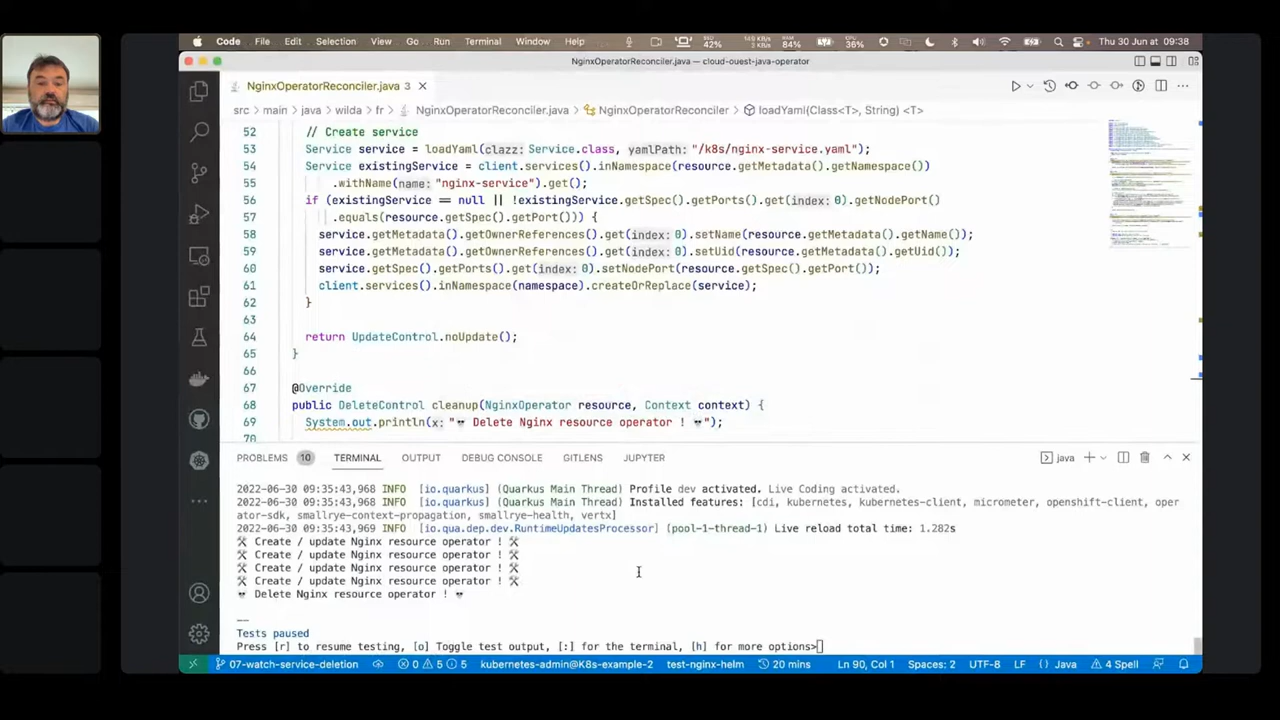 Code File Edit Selection View Go Run Terminal Window Help
SSD 42% 3 KB/s RAM 84% CPU 36% Thu 30 Jun at 09:38
NginxOperatorReconciler.java — cloud-ouest-java-operator
NginxOperatorReconciler.java 3
src > main > java > wilda > fr > NginxOperatorReconciler.java > NginxOperatorReconciler > loadYaml(Class<T>, String) <T>
52 // Create service
53 Service service = clazz: Service.class, yamlPath: "/k8s/nginx-service.yaml");
54 .inNamespace(resource.getMetadata().getNamespace())
55 .withName(name: "nginx-service").get();
56 if (existingService == null || !existingService.getSpec().getPorts().get(index: 0).getNodePort()
57 .equals(resource.getSpec().getPort())) {
58 service.getMetadata().getOwnerReferences().get(index: 0).setName(resource.getMetadata().getName());
59 service.getMetadata().getOwnerReferences().get(index: 0).setUid(resource.getMetadata().getUid());
60 service.getSpec().getPorts().get(index: 0).setNodePort(resource.getSpec().getPort());
61 client.services().inNamespace(namespace).createOrReplace(service);
62 }
63
64 return UpdateControl.noUpdate();
65 }
66
67 @Override
68 public DeleteControl cleanup(NginxOperator resource, Context context) {
69 System.out.println(x: "💀 Delete Nginx resource operator ! 💀");
70
PROBLEMS 10 TERMINAL OUTPUT DEBUG CONSOLE GITLENS JUPYTER java
2022-06-30 09:35:43,968 INFO [io.quarkus] (Quarkus Main Thread) Profile dev activated. Live Coding activated.
2022-06-30 09:35:43,968 INFO [io.quarkus] (Quarkus Main Thread) Installed features: [cdi, kubernetes, kubernetes-client, micrometer, openshift-client, oper
ator-sdk, smallrye-context-propagation, smallrye-health, vertx]
2022-06-30 09:35:43,969 INFO [io.qua.dep.dev.RuntimeUpdatesProcessor] (pool-1-thread-1) Live reload total time: 1.282s
🛠 Create / update Nginx resource operator ! 🛠
🛠 Create / update Nginx resource operator ! 🛠
🛠 Create / update Nginx resource operator ! 🛠
🛠 Create / update Nginx resource operator ! 🛠
💀 Delete Nginx resource operator ! 💀
--
Tests paused
Press [r] to resume testing, [o] Toggle test output, [:] for the terminal, [h] for more options>
07-watch-service-deletion 0 5 5 kubernetes-admin@K8s-example-2 test-nginx-helm 20 mins Ln 90, Col 1 Spaces: 2 UTF-8 LF {} Java 4 Spell